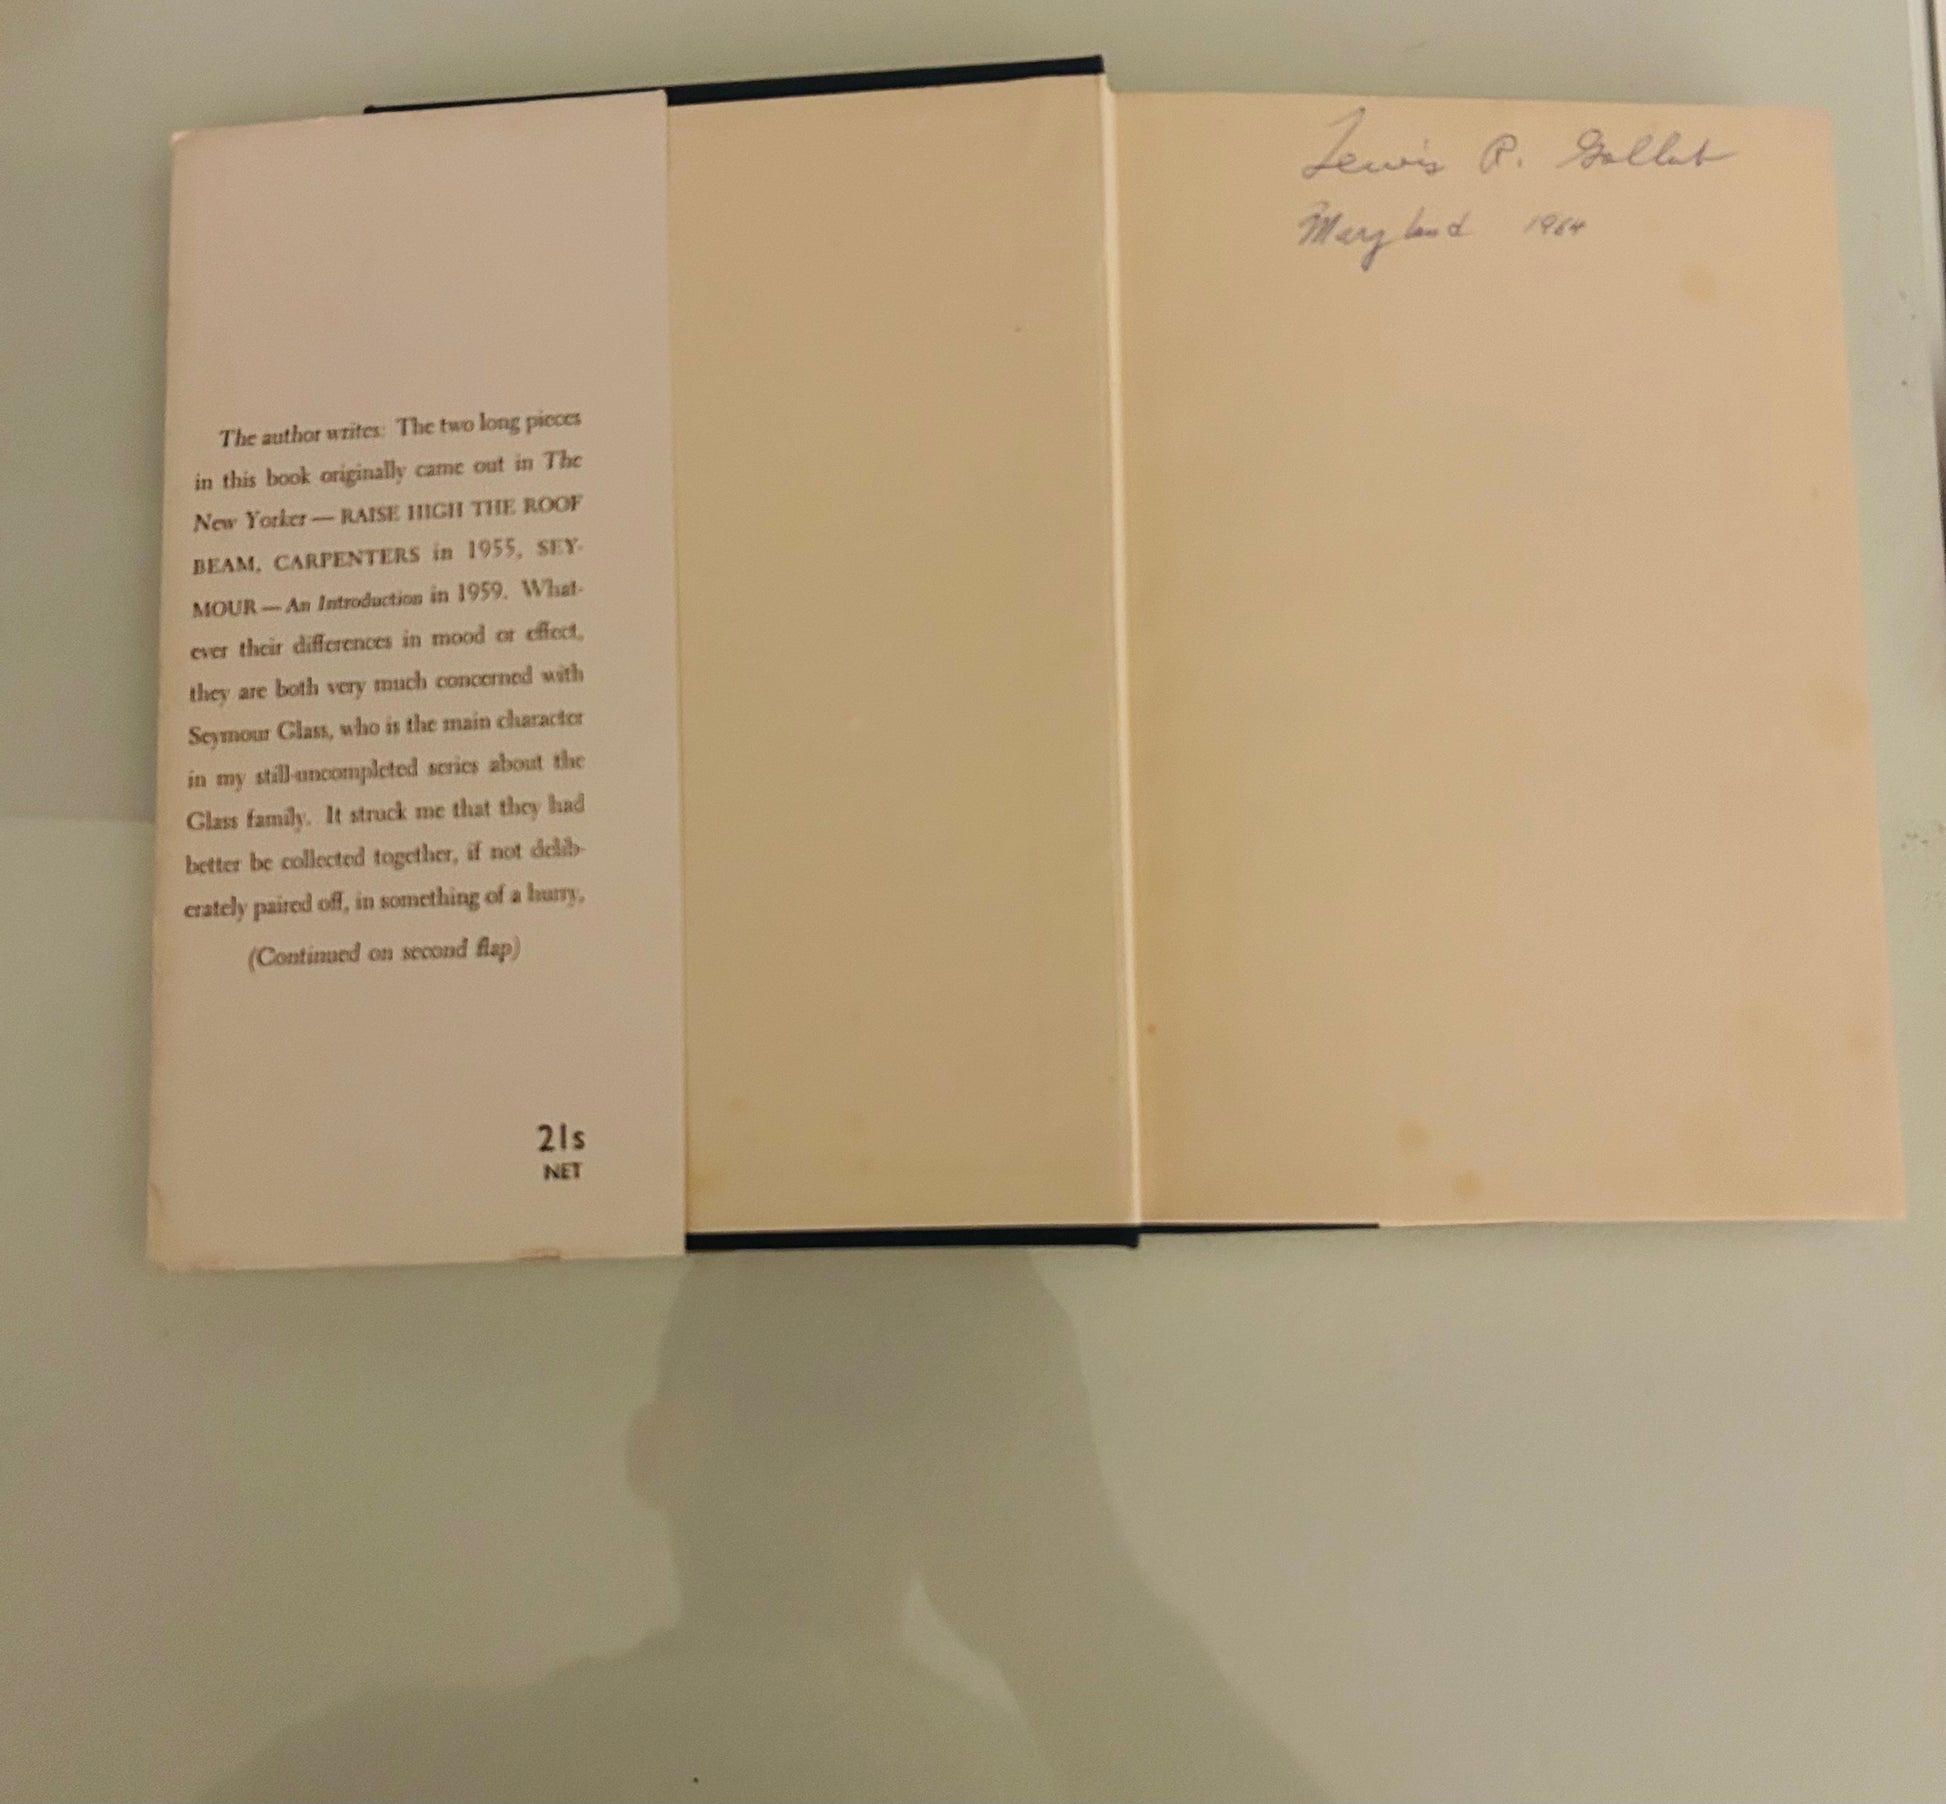 The author writes: The two long pieces
in this book originally came out in The
New Yorker — RAISE HIGH THE ROOF
BEAM, CARPENTERS in 1955, SEY-
MOUR — An Introduction in 1959. What-
ever their differences in mood or effect,
they are both very much concerned with
Seymour Glass, who is the main character
in my still-uncompleted series about the
Glass family. It struck me that they had
better be collected together, if not delib-
erately paired off, in something of a hurry,
(Continued on second flap)
21s
NET
Lewis R. Gollub
Maryland 1964